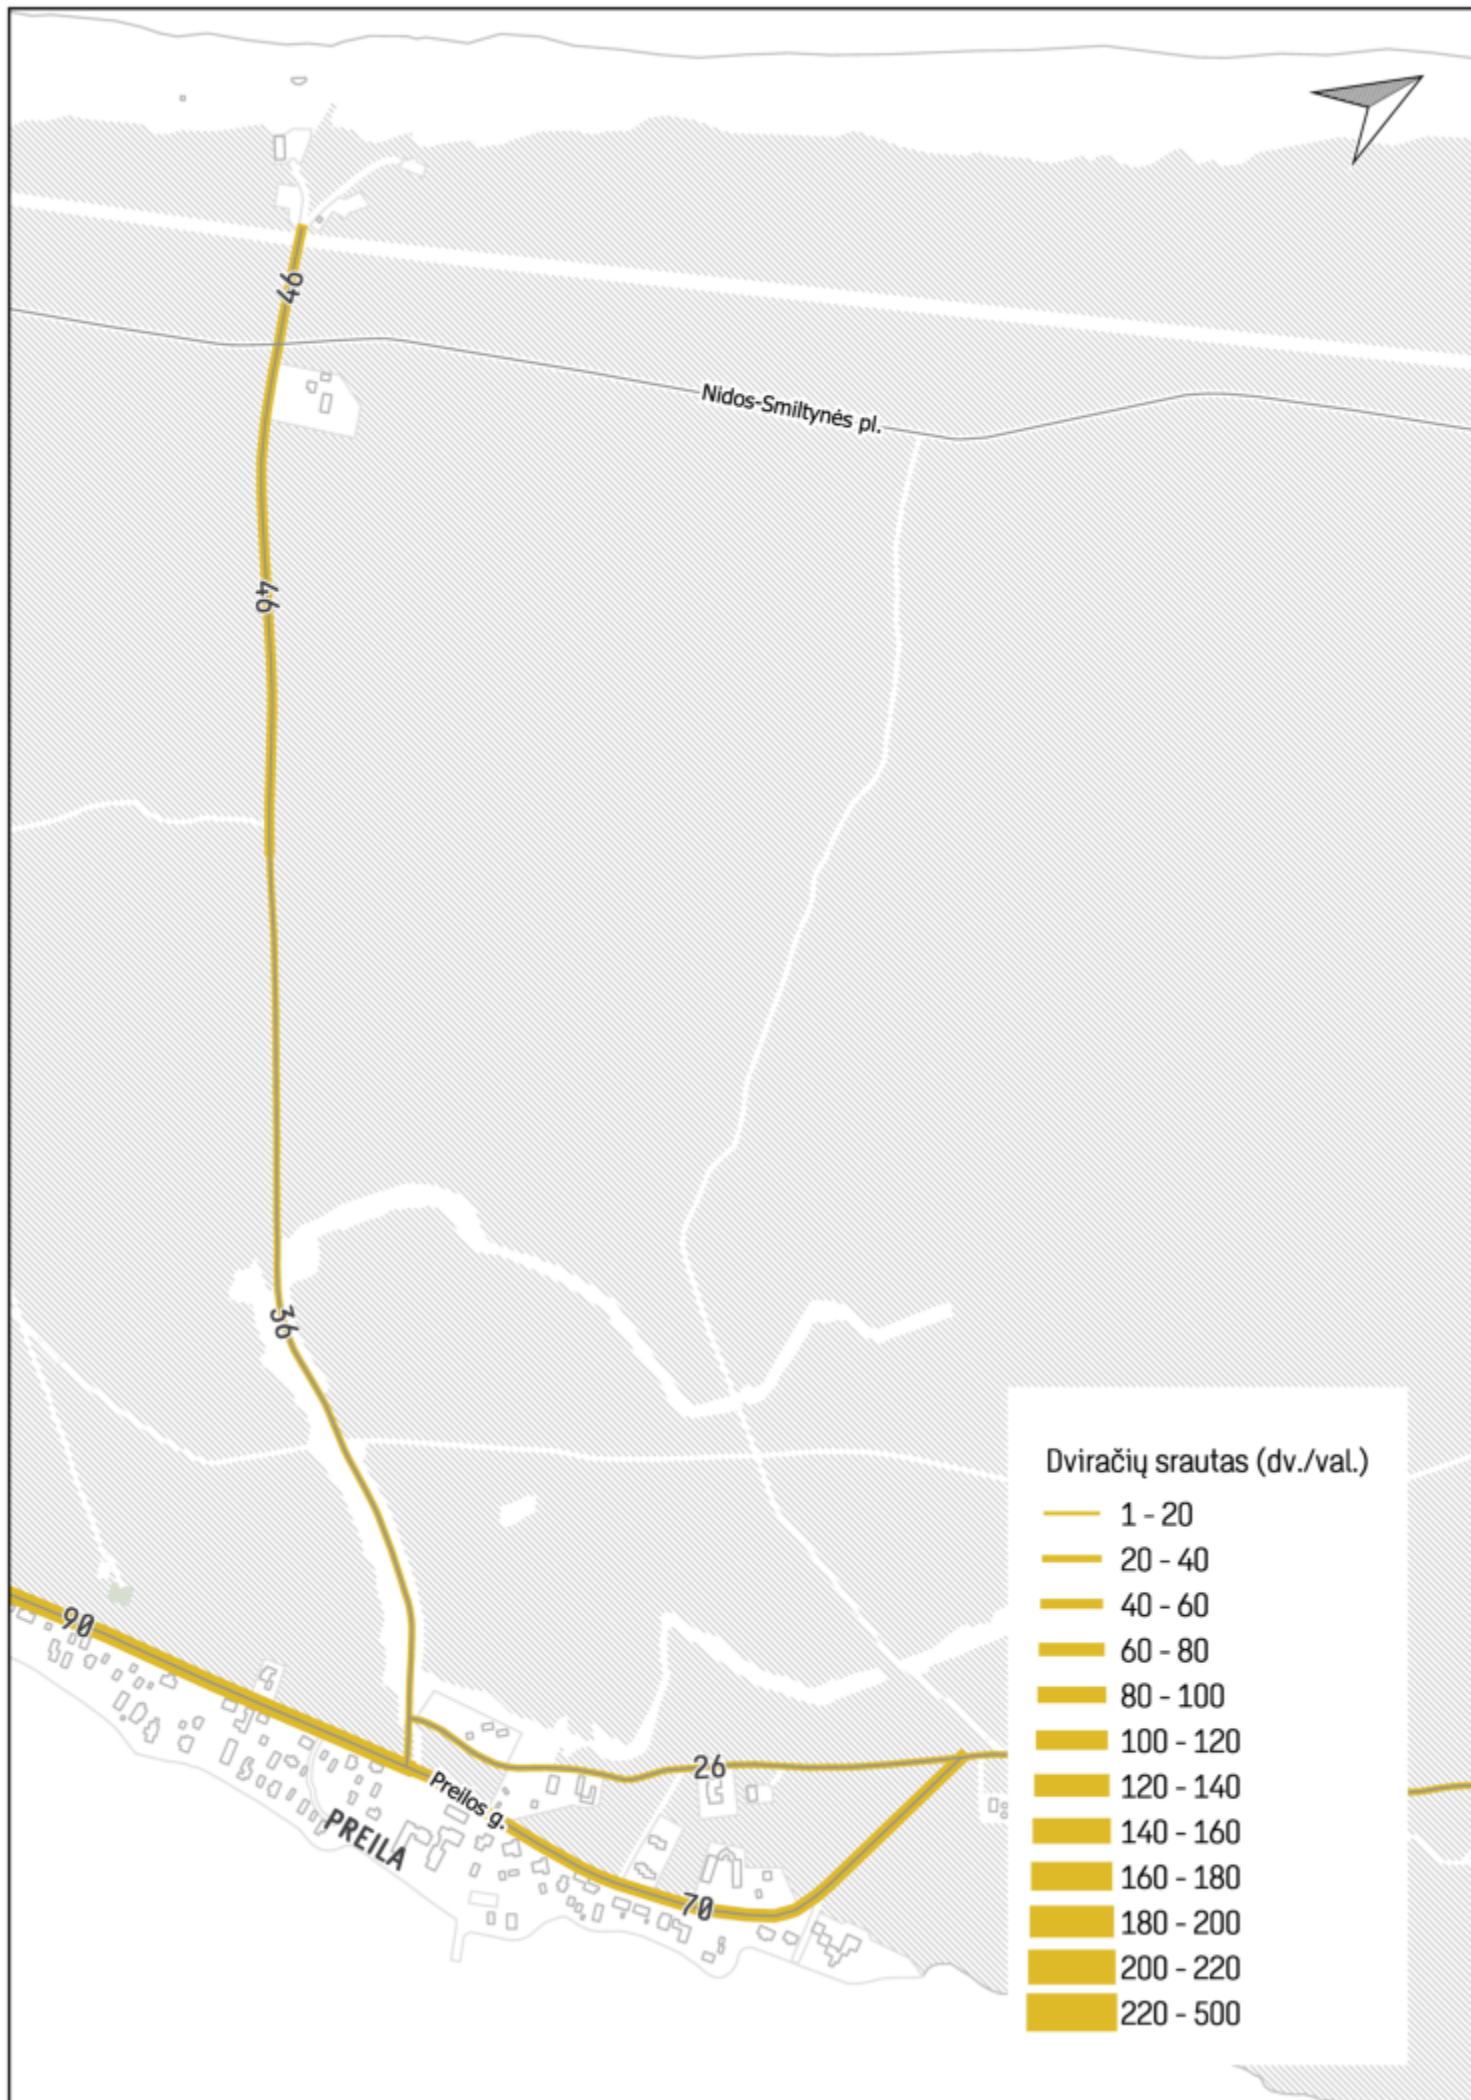 46
Nidos-Smiltynės pl.
46
36
Dviračių srautas (dv./val.)
1 - 20
20 - 40
40 - 60
60 - 80
80 - 100
100 - 120
120 - 140
140 - 160
160 - 180
180 - 200
200 - 220
220 - 500
90
26
Preilos g.
PREILA
70